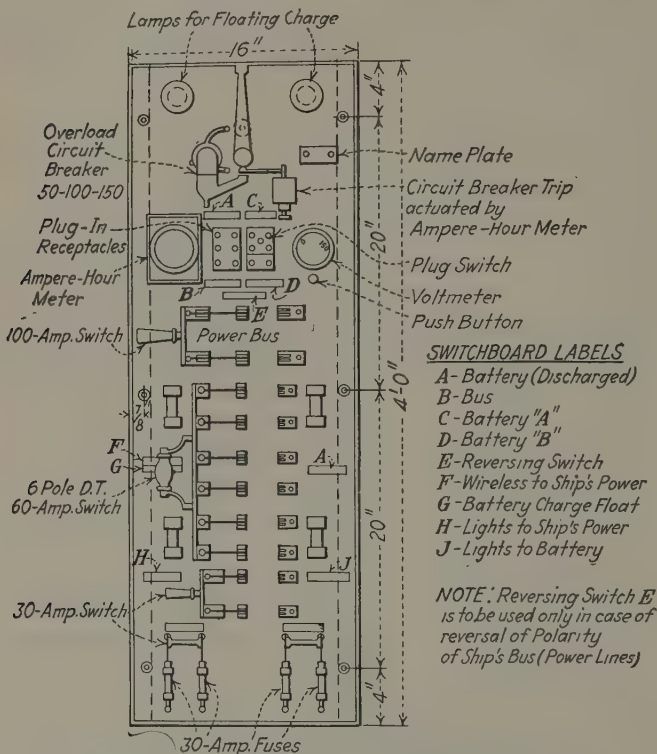 Lamps for Floating Charge
16"
4"
Overload
Circuit
Breaker
50-100-150
Name Plate
Circuit Breaker Trip
actuated by
Ampere-Hour Meter
A
C
20"
Plug-In
Receptacles
Plug Switch
0
150
Ampere-Hour
Meter
Voltmeter
B
D
E
Push Button
100-Amp. Switch
Power Bus
SWITCHBOARD LABELS
A-Battery (Discharged)
B-Bus
C-Battery "A"
D-Battery "B"
E-Reversing Switch
F-Wireless to Ship's Power
G-Battery Charge Float
H-Lights to Ship's Power
J-Lights to Battery
4'-0"
7/8"
F
G
A
6 Pole D.T.
60-Amp. Switch
20"
H
J
30-Amp. Switch
NOTE: Reversing Switch E
is to be used only in case of
reversal of Polarity
of Ship's Bus (Power Lines)
4"
30-Amp. Fuses